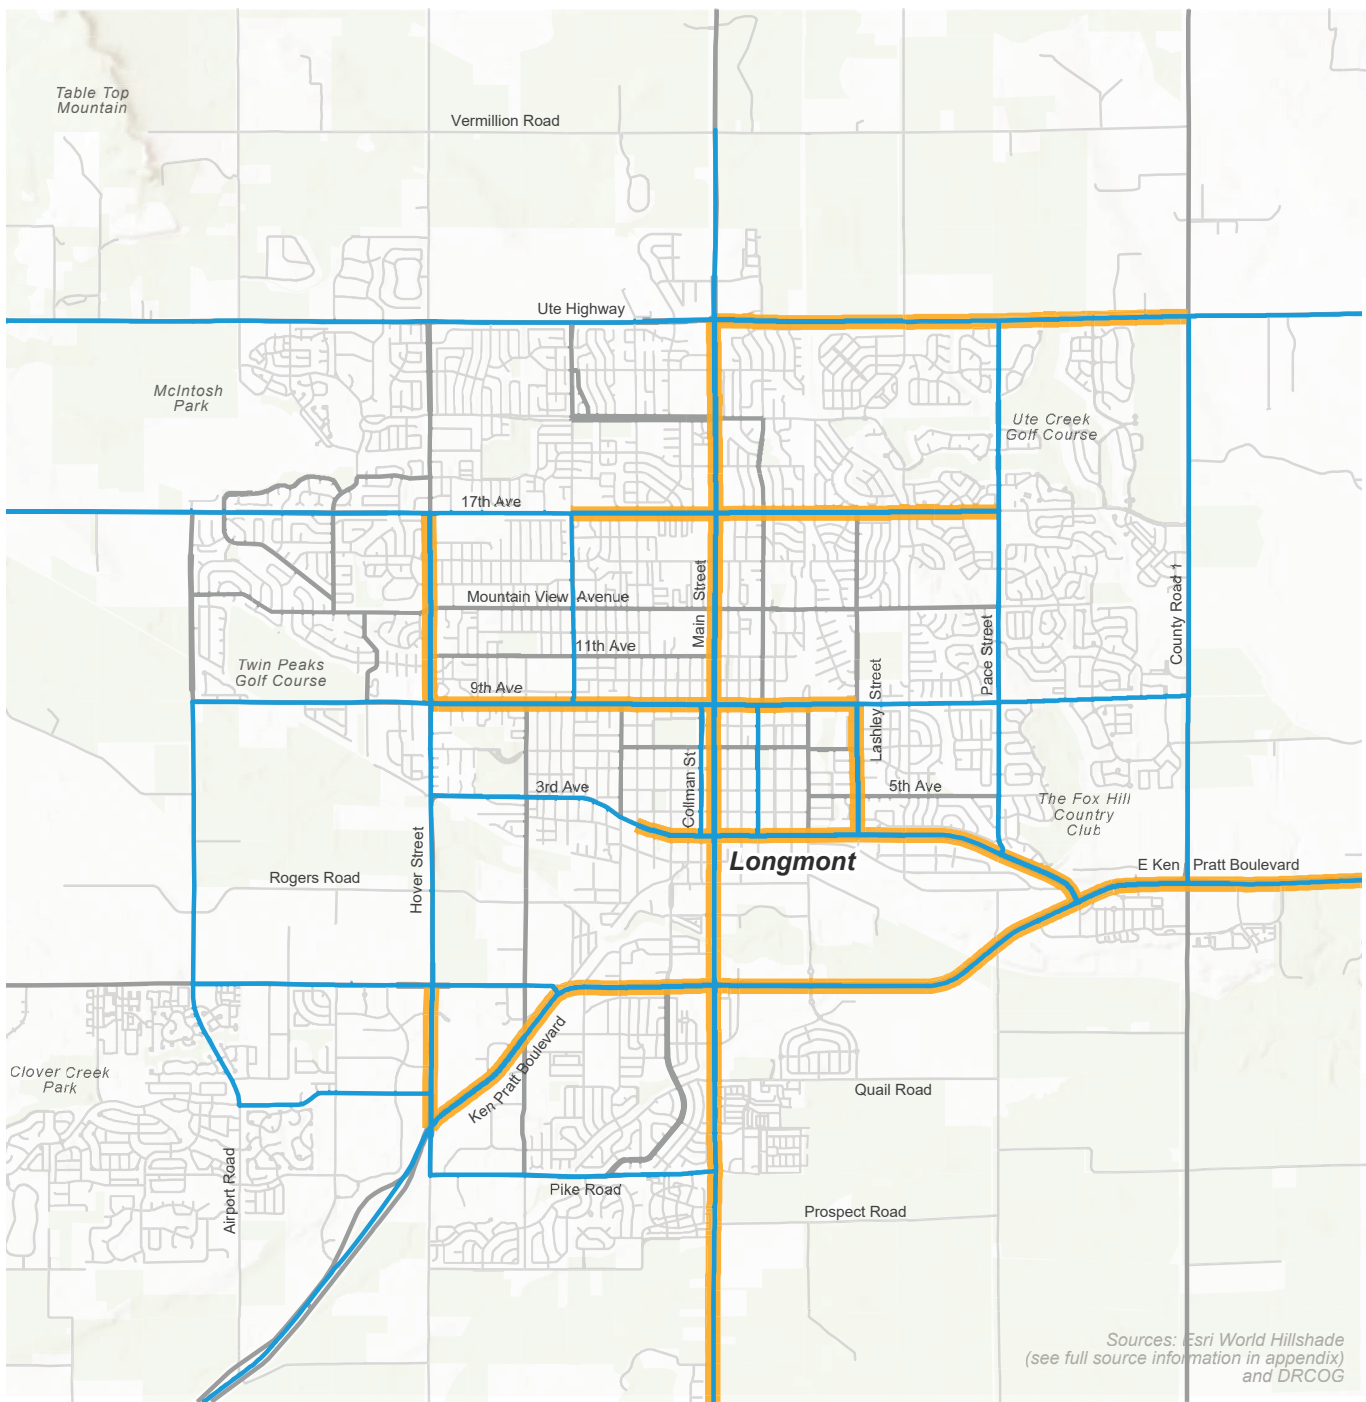 Table Top
Mountain
Vermillion Road
Ute Highway
McIntosh
Park
Ute Creek
Golf Course
17th Ave
Mountain View Avenue
Main Street
11th Ave
County Road 1
Pace Street
Twin Peaks
Golf Course
9th Ave
Lashley Street
Collman St
3rd Ave
5th Ave
The Fox Hill
Country
Club
Hover Street
Longmont
E Ken Pratt Boulevard
Rogers Road
Ken Pratt Boulevard
Clover Creek
Park
Quail Road
Airport Road
Pike Road
Prospect Road
Sources: Esri World Hillshade
(see full source information in appendix)
and DRCOG